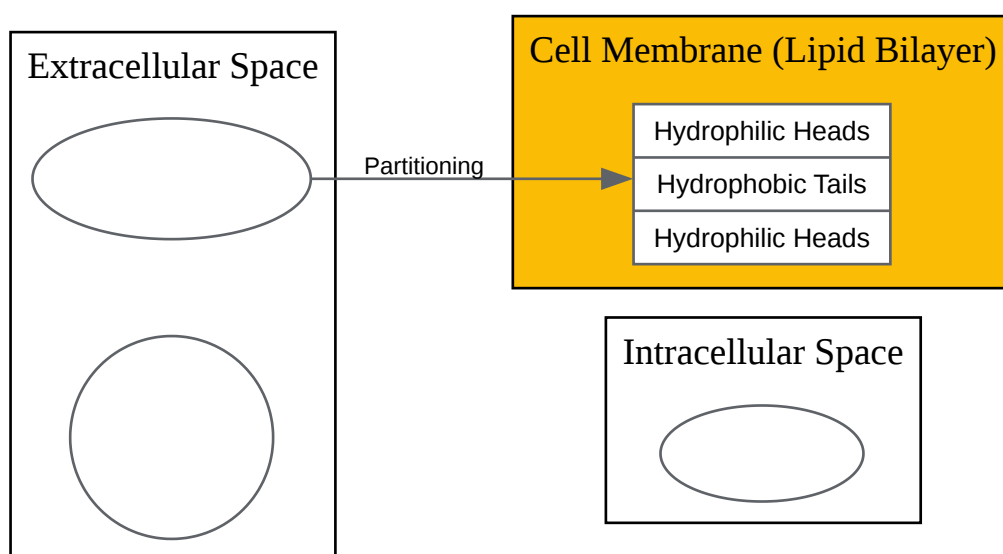 Extracellular Space
Cell Membrane (Lipid Bilayer)
Hydrophilic Heads
Partitioning
Hydrophobic Tails
Hydrophilic Heads
Intracellular Space